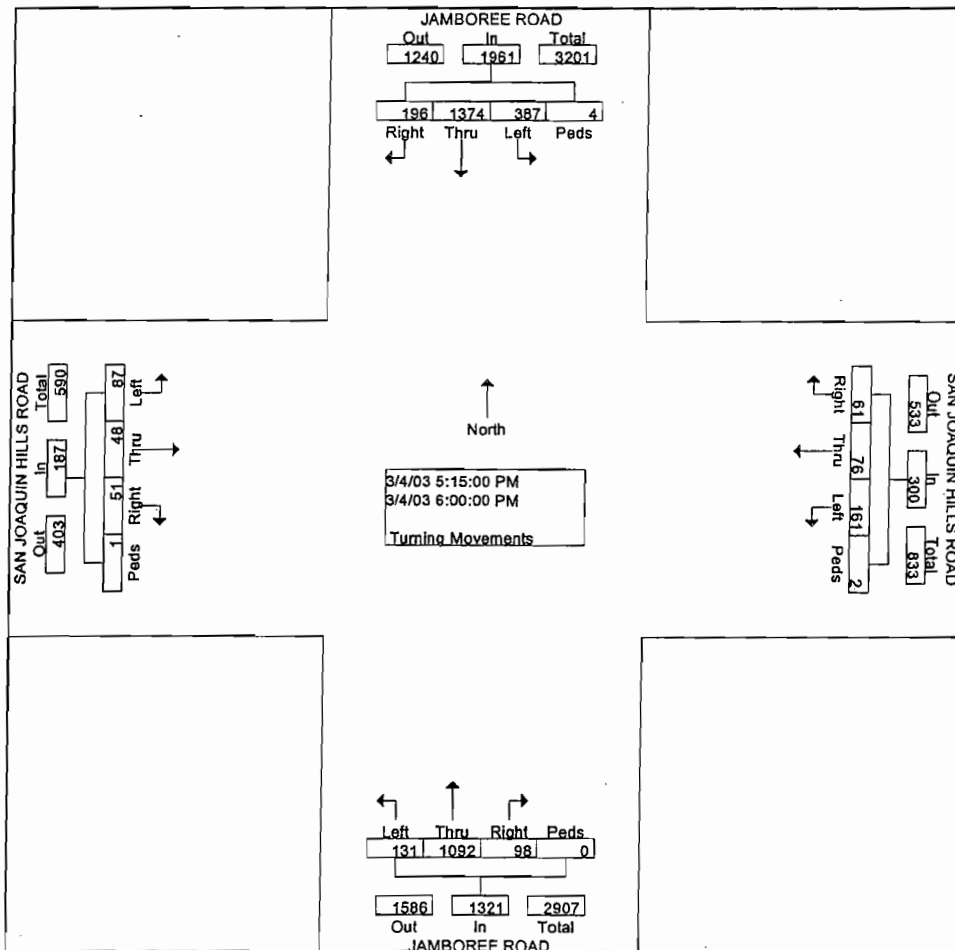 JAMBOREE ROAD
Out In Total
1240 1961 3201
196 1374 387 4
Right Thru Left Peds
SAN JOAQUIN HILLS ROAD
Total In Out
590 187 403
87 48 51 1
Left Thru Right Peds
North
3/4/03 5:15:00 PM
3/4/03 6:00:00 PM
Turning Movements
Right Thru Left Peds
61 76 161 2
533 300 833
Out In Total
SAN JOAQUIN HILLS ROAD
Left Thru Right Peds
131 1092 98 0
1586 1321 2907
Out In Total
JAMBOREE ROAD